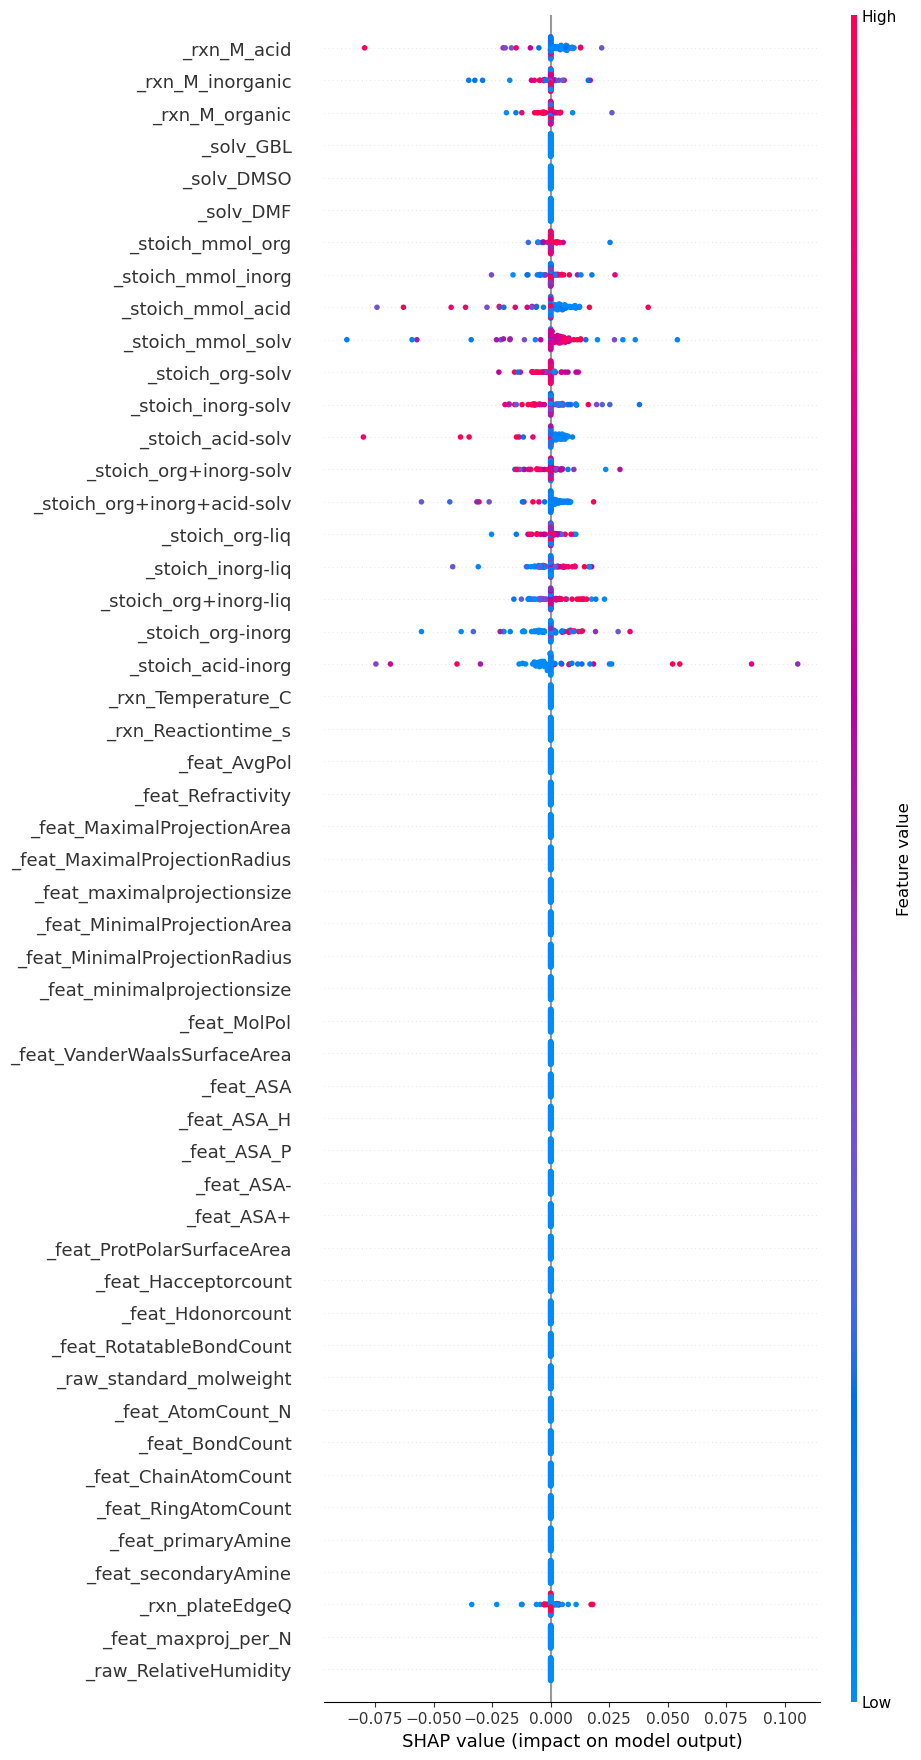 High
_rxn_M_acid
_rxn_M_inorganic
_rxn_M_organic
_solv_GBL
_solv_DMSO
_solv_DMF
_stoich_mmol_org
_stoich_mmol_inorg
_stoich_mmol_acid
_stoich_mmol_solv
_stoich_org-solv
_stoich_inorg-solv
_stoich_acid-solv
_stoich_org+inorg-solv
_stoich_org+inorg+acid-solv
_stoich_org-liq
_stoich_inorg-liq
_stoich_org+inorg-liq
_stoich_org-inorg
_stoich_acid-inorg
_rxn_Temperature_C
_rxn_Reactiontime_s
_feat_AvgPol
_feat_Refractivity
_feat_MaximalProjectionArea
_feat_MaximalProjectionRadius
_feat_maximalprojectionsize
_feat_MinimalProjectionArea
_feat_MinimalProjectionRadius
_feat_minimalprojectionsize
_feat_MolPol
_feat_VanderWaalsSurfaceArea
_feat_ASA
_feat_ASA_H
_feat_ASA_P
_feat_ASA-
_feat_ASA+
_feat_ProtPolarSurfaceArea
_feat_Hacceptorcount
_feat_Hdonorcount
_feat_RotatableBondCount
_raw_standard_molweight
_feat_AtomCount_N
_feat_BondCount
_feat_ChainAtomCount
_feat_RingAtomCount
_feat_primaryAmine
_feat_secondaryAmine
_rxn_plateEdgeQ
_feat_maxproj_per_N
_raw_RelativeHumidity
Feature value
Low
−0.075 −0.050 −0.025 0.000 0.025 0.050 0.075 0.100
SHAP value (impact on model output)